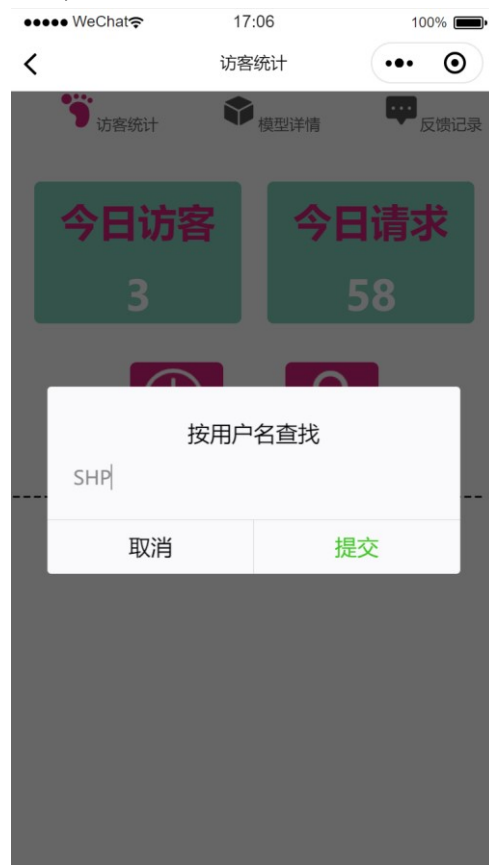 WeChat 17:06 100%
访客统计
访客统计 模型详情 反馈记录
今日访客 今日请求
3 58
按用户名查找
SHP
取消 提交